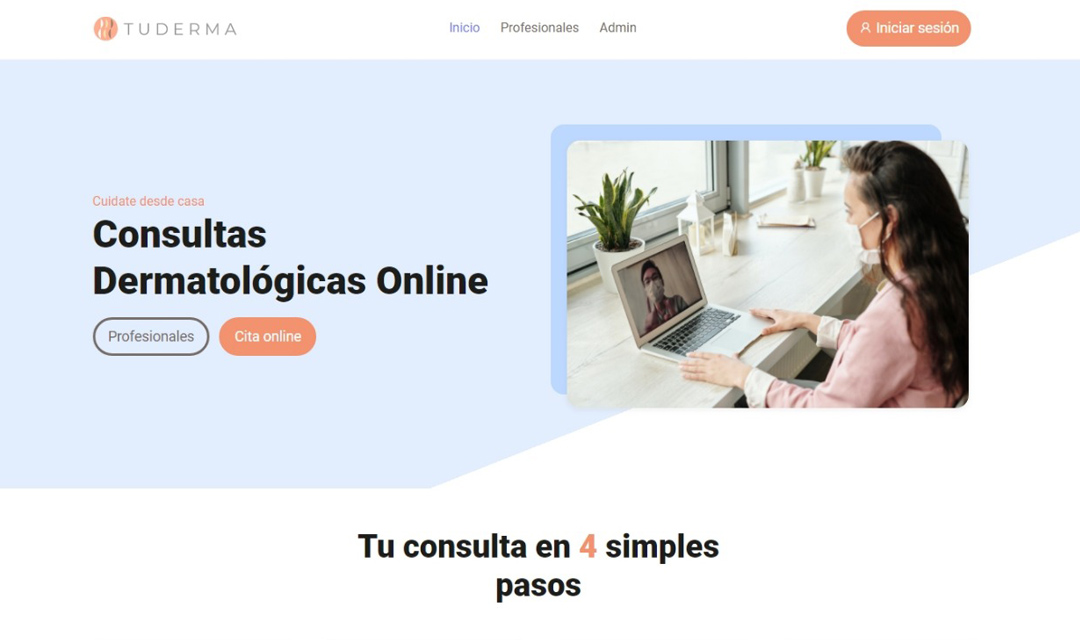 TUDERMA
Inicio
Profesionales
Admin
Iniciar sesión
Cuidate desde casa
Consultas
Dermatológicas Online
Profesionales
Cita online
Tu consulta en 4 simples
pasos